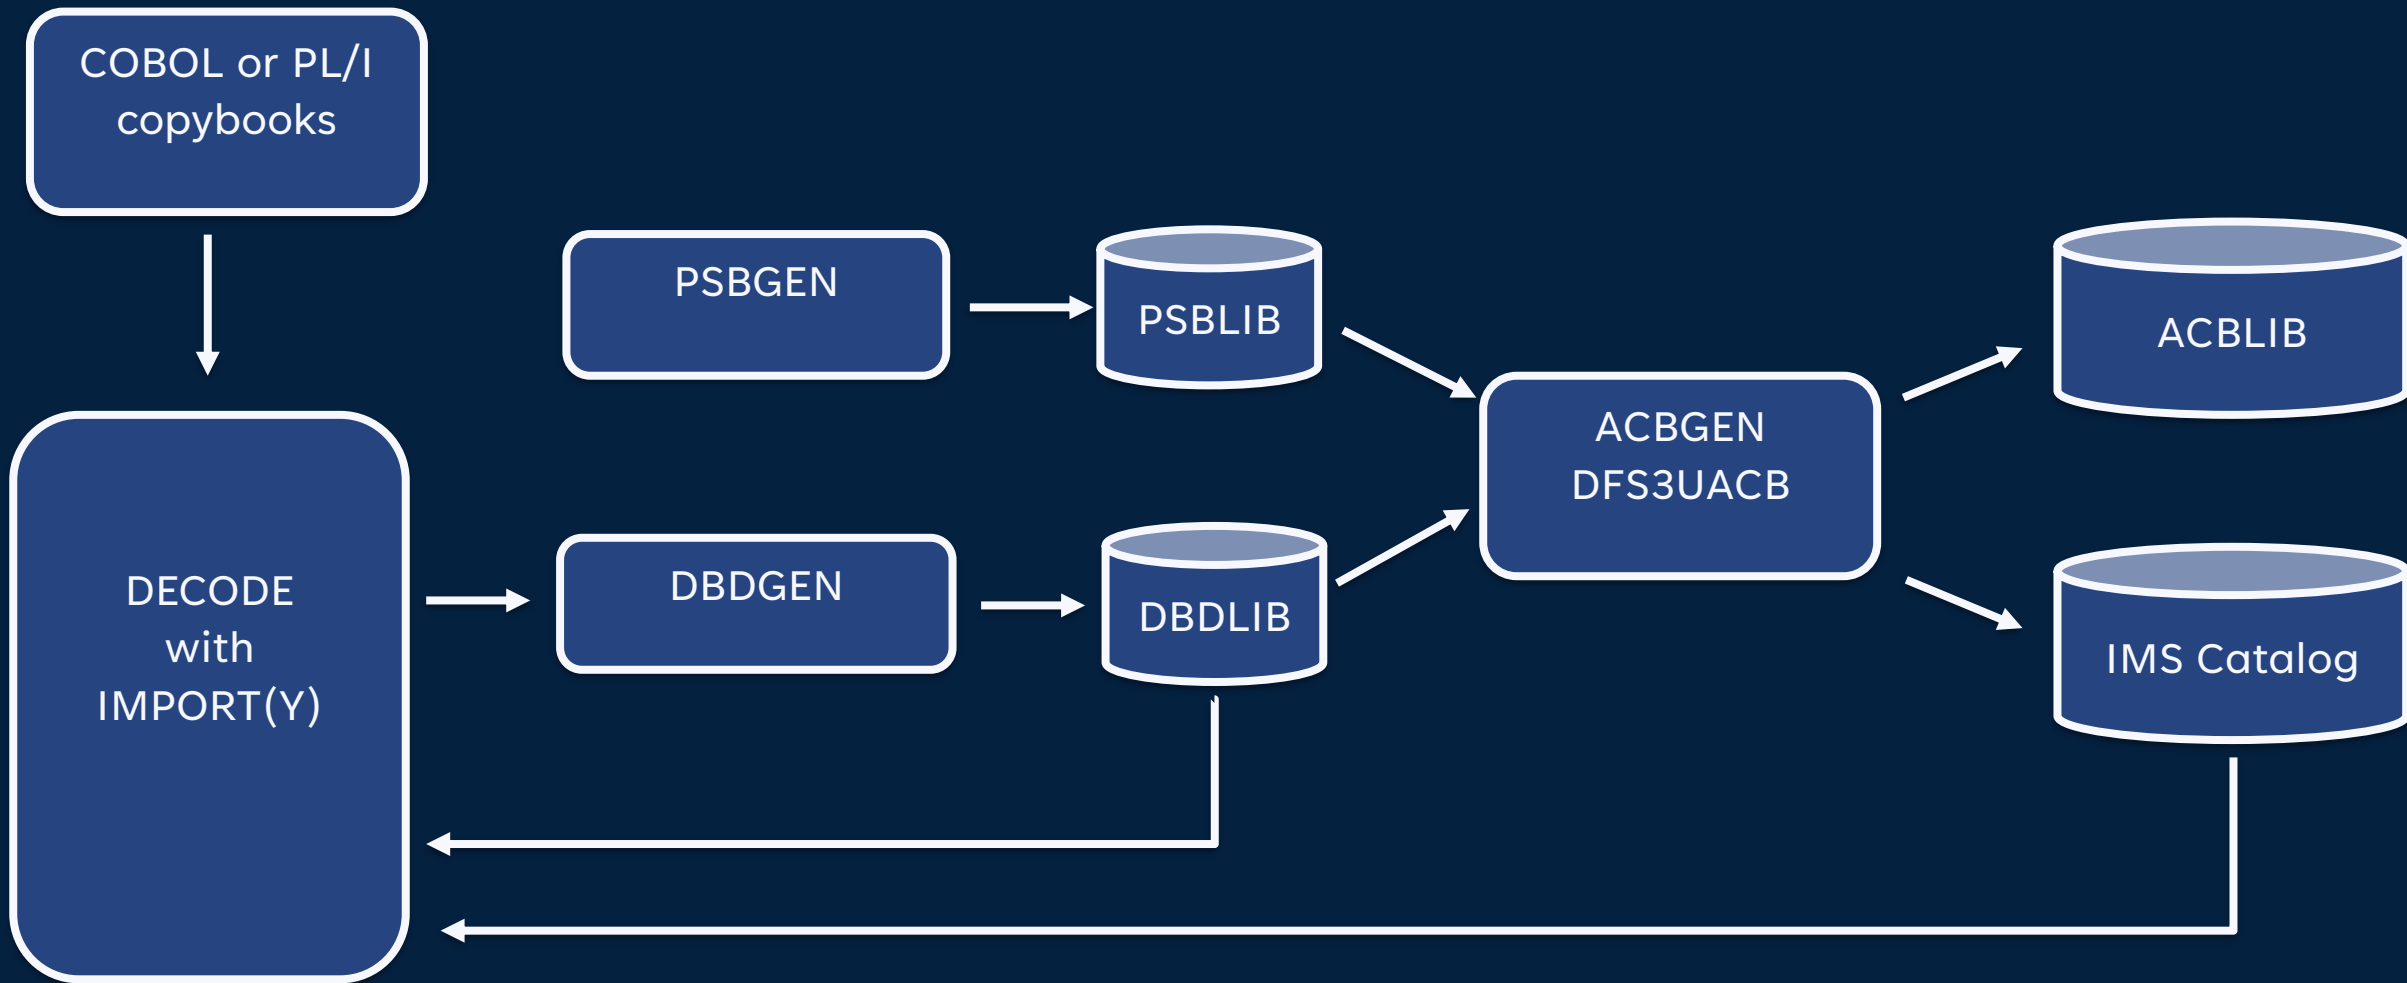 COBOL or PL/I
copybooks
PSBGEN
PSBLIB
ACBLIB
ACBGEN
DFS3UACB
DECODE
with
IMPORT(Y)
DBDGEN
DBDLIB
IMS Catalog